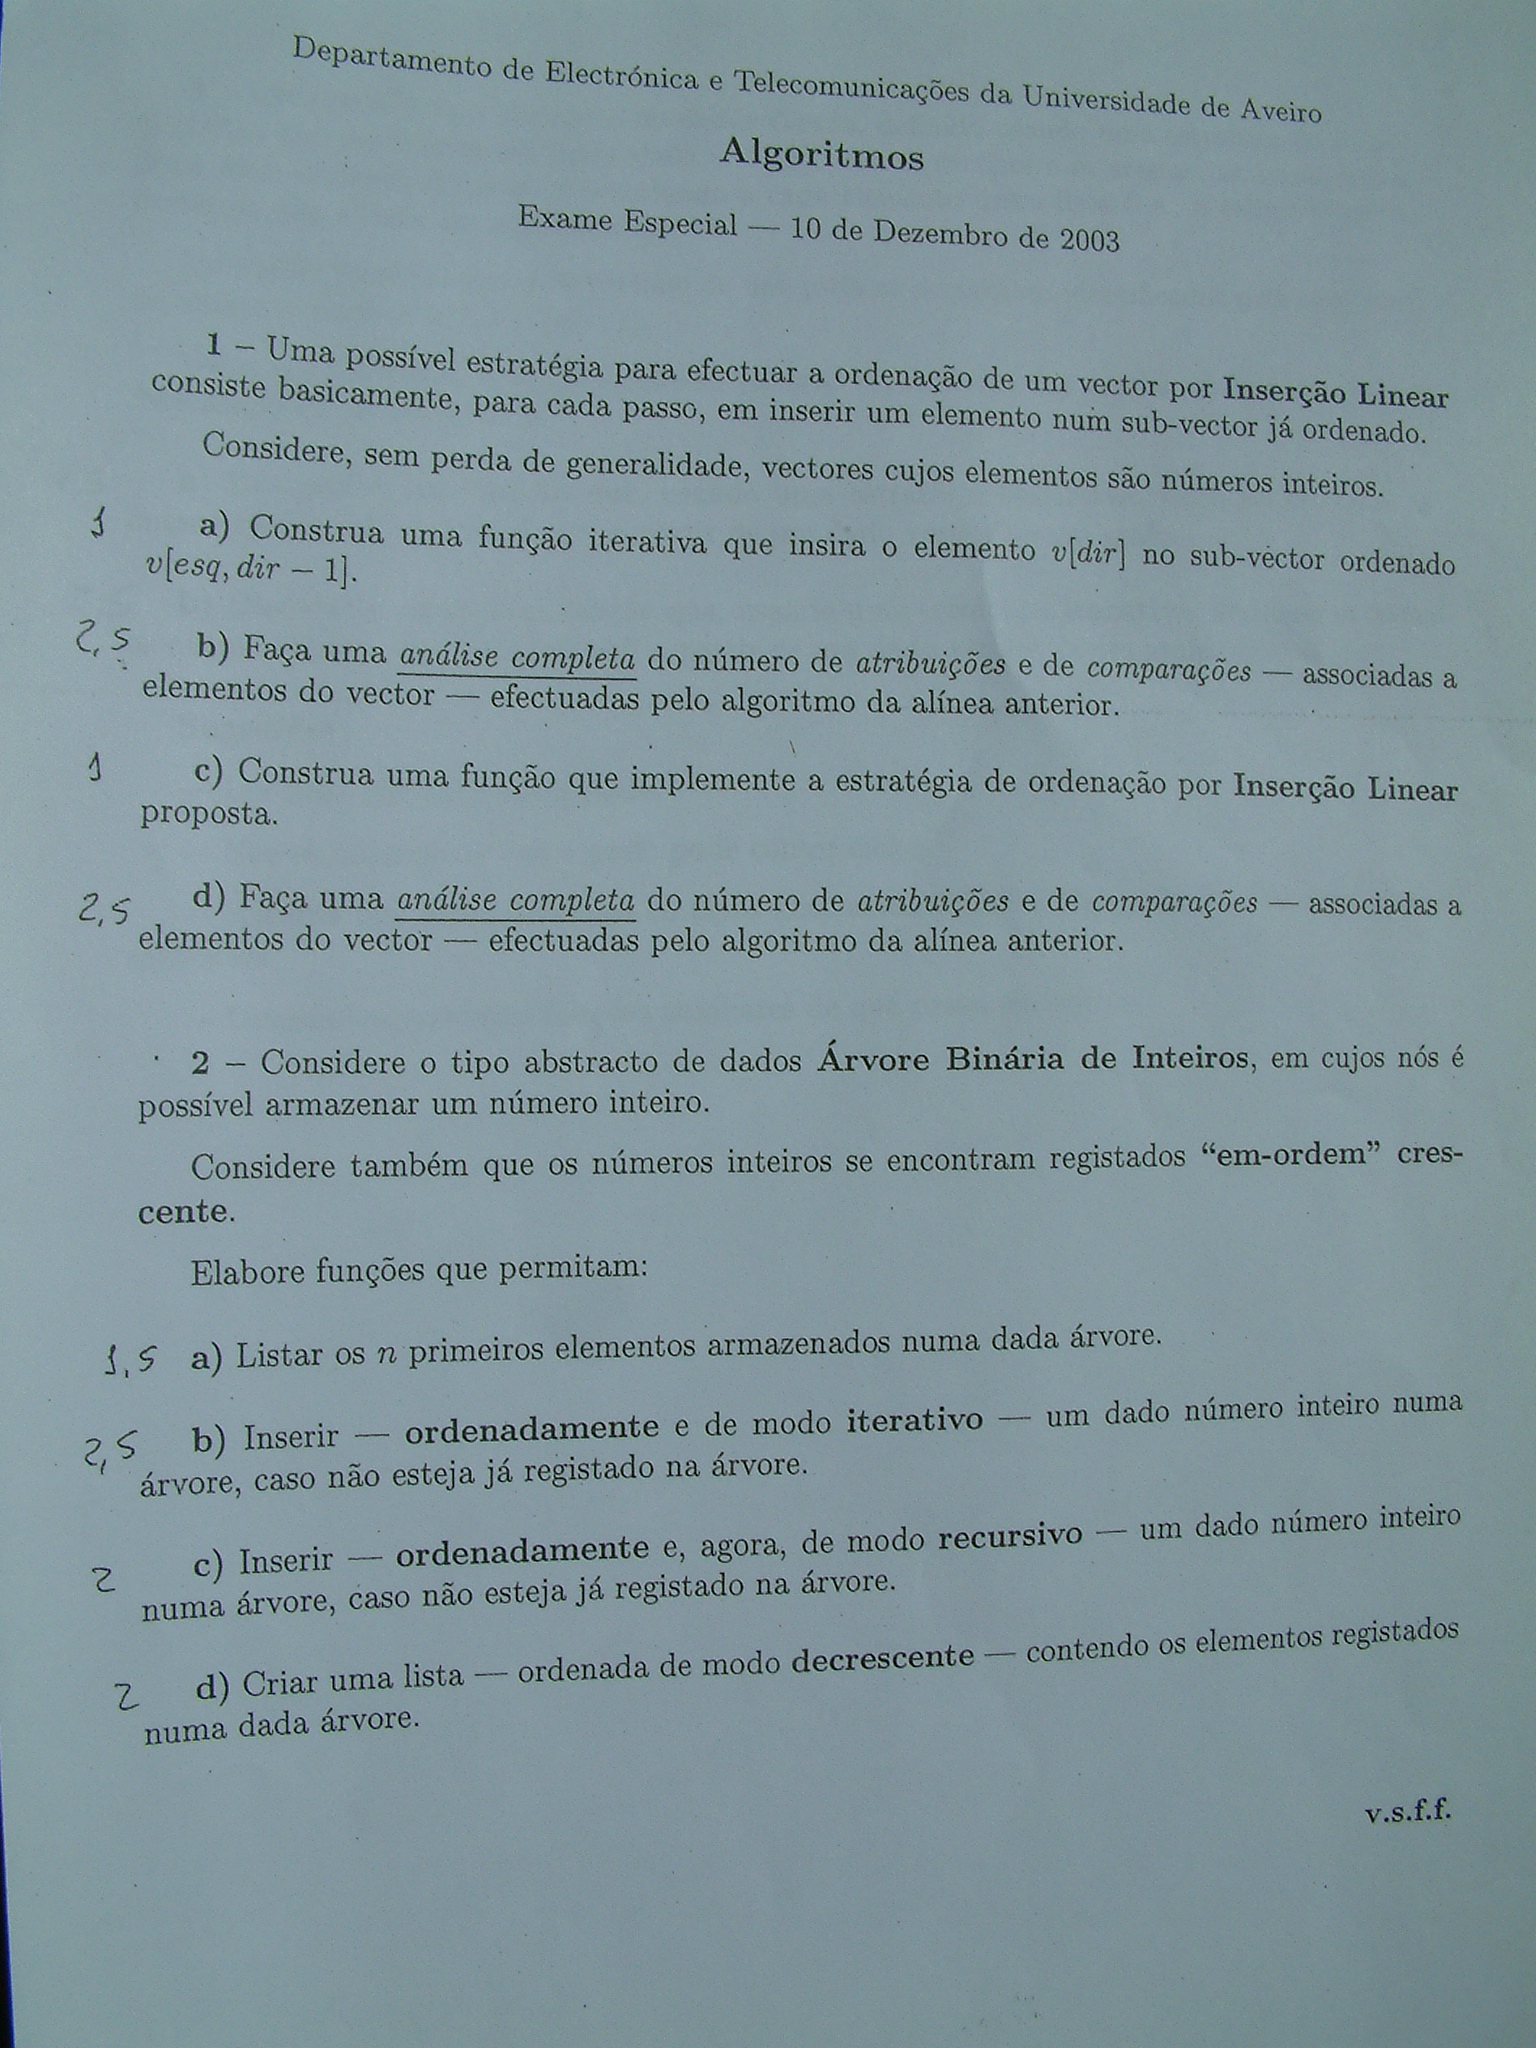 Departamento de Electrónica e Telecomunicações da Universidade de Aveiro
Algoritmos
Exame Especial — 10 de Dezembro de 2003
1 – Uma possível estratégia para efectuar a ordenação de um vector por Inserção Linear
consiste basicamente, para cada passo, em inserir um elemento num sub-vector já ordenado.
Considere, sem perda de generalidade, vectores cujos elementos são números inteiros.
1 a) Construa uma função iterativa que insira o elemento v[dir] no sub-vector ordenado
v[esq, dir − 1].
2,5 b) Faça uma análise completa do número de atribuições e de comparações — associadas a
elementos do vector — efectuadas pelo algoritmo da alínea anterior.
1 c) Construa uma função que implemente a estratégia de ordenação por Inserção Linear
proposta.
2,5 d) Faça uma análise completa do número de atribuições e de comparações — associadas a
elementos do vector — efectuadas pelo algoritmo da alínea anterior.
2 – Considere o tipo abstracto de dados Árvore Binária de Inteiros, em cujos nós é
possível armazenar um número inteiro.
Considere também que os números inteiros se encontram registados “em-ordem” cres-
cente.
Elabore funções que permitam:
1,5 a) Listar os n primeiros elementos armazenados numa dada árvore.
2,5 b) Inserir — ordenadamente e de modo iterativo — um dado número inteiro numa
árvore, caso não esteja já registado na árvore.
2 c) Inserir — ordenadamente e, agora, de modo recursivo — um dado número inteiro
numa árvore, caso não esteja já registado na árvore.
2 d) Criar uma lista — ordenada de modo decrescente — contendo os elementos registados
numa dada árvore.
v.s.f.f.